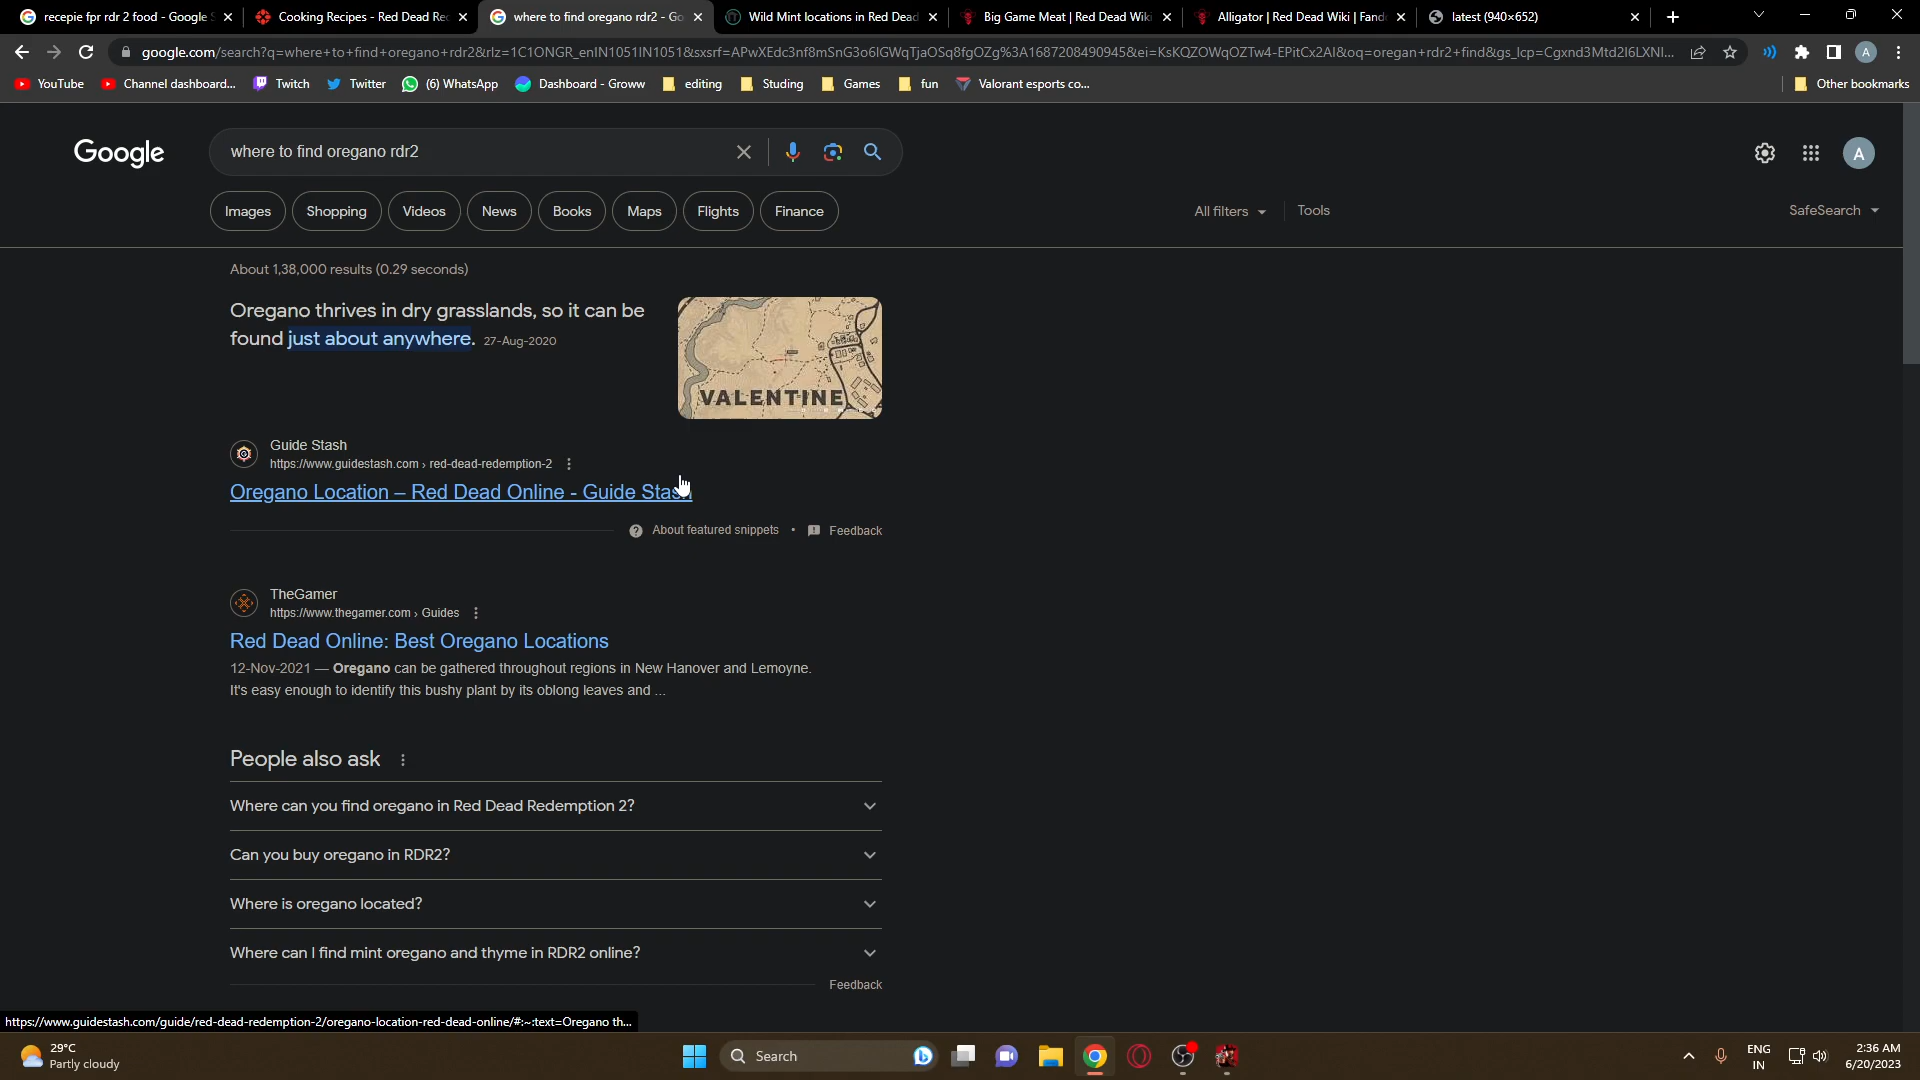 recepie fpr rdr 2 food - Google S
Cooking Recipes - Red Dead Re
where to find oregano rdr2 - Go
Wild Mint locations in Red Dead
Big Game Meat | Red Dead Wiki
Alligator | Red Dead Wiki | Fand
latest (940×652)
google.com/search?q=where+to+find+oregano+rdr2&rlz=1C1ONGR_enIN1051IN1051&sxsrf=APwXEdc3nf8mSnG3o6lGWqTjaOSq8fgOZg%3A1687208490945&ei=KsKQZOWqOZTw4-EPitCx2AI&oq=oregan+rdr2+find&gs_lcp=Cgxnd3Mtd2l6LXNl...
YouTube
Channel dashboard...
Twitch
Twitter
(6) WhatsApp
Dashboard - Groww
editing
Studing
Games
fun
Valorant esports co...
Other bookmarks
Google
where to find oregano rdr2
A
Images
Shopping
Videos
News
Books
Maps
Flights
Finance
All filters
Tools
SafeSearch
About 1,38,000 results (0.29 seconds)
Oregano thrives in dry grasslands, so it can be
found just about anywhere. 27-Aug-2020
VALENTINE
Guide Stash
https://www.guidestash.com › red-dead-redemption-2
Oregano Location – Red Dead Online - Guide Stash
About featured snippets • Feedback
TheGamer
https://www.thegamer.com › Guides
Red Dead Online: Best Oregano Locations
12-Nov-2021 — Oregano can be gathered throughout regions in New Hanover and Lemoyne.
It's easy enough to identify this bushy plant by its oblong leaves and ...
People also ask
Where can you find oregano in Red Dead Redemption 2?
Can you buy oregano in RDR2?
Where is oregano located?
Where can I find mint oregano and thyme in RDR2 online?
Feedback
https://www.guidestash.com/guide/red-dead-redemption-2/oregano-location-red-dead-online/#:~:text=Oregano th...
29°C
Partly cloudy
Search
ENG
IN
2:36 AM
6/20/2023